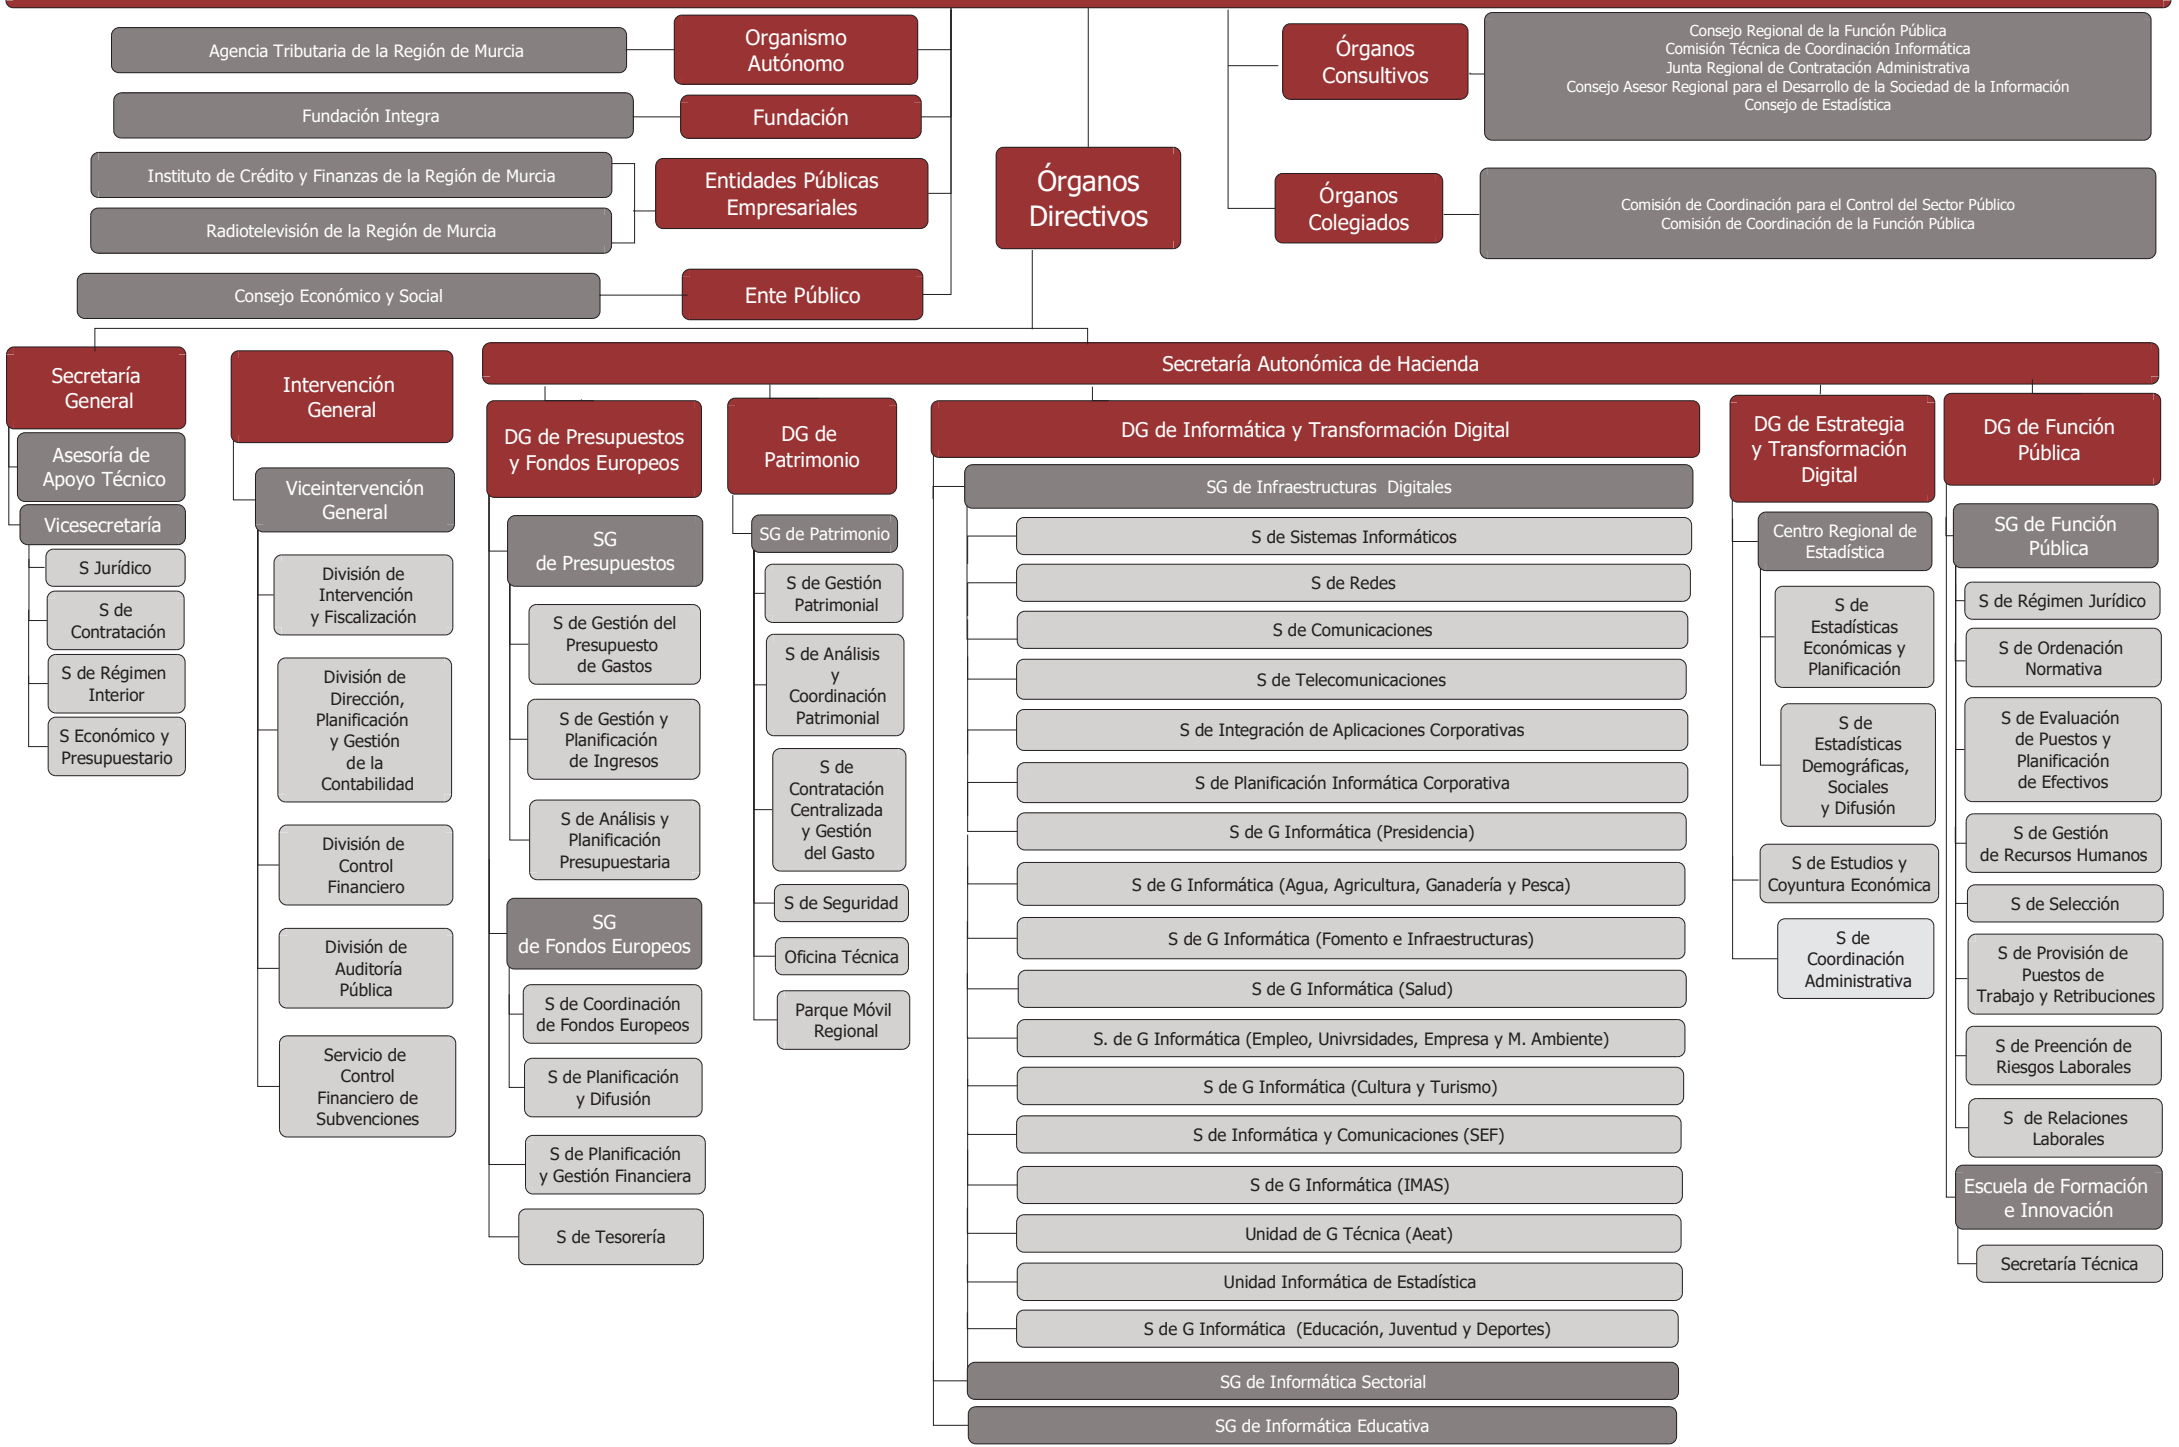 Agencia Tributaria de la Región de Murcia
Organismo
Autónomo
Fundación Integra
Fundación
Instituto de Crédito y Finanzas de la Región de Murcia
Radiotelevisión de la Región de Murcia
Entidades Públicas
Empresariales
Consejo Económico y Social
Ente Público
Órganos
Directivos
Órganos
Consultivos
Consejo Regional de la Función Pública
Comisión Técnica de Coordinación Informática
Junta Regional de Contratación Administrativa
Consejo Asesor Regional para el Desarrollo de la Sociedad de la Información
Consejo de Estadística
Órganos
Colegiados
Comisión de Coordinación para el Control del Sector Público
Comisión de Coordinación de la Función Pública
Secretaría
General
Asesoría de
Apoyo Técnico
Vicesecretaría
S Jurídico
S de
Contratación
S de Régimen
Interior
S Económico y
Presupuestario
Intervención
General
Viceintervención
General
División de
Intervención
y Fiscalización
División de
Dirección,
Planificación
y Gestión
de la
Contabilidad
División de
Control
Financiero
División de
Auditoría
Pública
Servicio de
Control
Financiero de
Subvenciones
Secretaría Autonómica de Hacienda
DG de Presupuestos
y Fondos Europeos
SG
de Presupuestos
S de Gestión del
Presupuesto
de Gastos
S de Gestión y
Planificación
de Ingresos
S de Análisis y
Planificación
Presupuestaria
SG
de Fondos Europeos
S de Coordinación
de Fondos Europeos
S de Planificación
y Difusión
S de Planificación
y Gestión Financiera
S de Tesorería
DG de
Patrimonio
SG de Patrimonio
S de Gestión
Patrimonial
S de Análisis
y
Coordinación
Patrimonial
S de
Contratación
Centralizada
y Gestión
del Gasto
S de Seguridad
Oficina Técnica
Parque Móvil
Regional
DG de Informática y Transformación Digital
SG de Infraestructuras Digitales
S de Sistemas Informáticos
S de Redes
S de Comunicaciones
S de Telecomunicaciones
S de Integración de Aplicaciones Corporativas
S de Planificación Informática Corporativa
S de G Informática (Presidencia)
S de G Informática (Agua, Agricultura, Ganadería y Pesca)
S de G Informática (Fomento e Infraestructuras)
S de G Informática (Salud)
S. de G Informática (Empleo, Univrsidades, Empresa y M. Ambiente)
S de G Informática (Cultura y Turismo)
S de Informática y Comunicaciones (SEF)
S de G Informática (IMAS)
Unidad de G Técnica (Aeat)
Unidad Informática de Estadística
S de G Informática (Educación, Juventud y Deportes)
SG de Informática Sectorial
SG de Informática Educativa
DG de Estrategia
y Transformación
Digital
Centro Regional de
Estadística
S de
Estadísticas
Económicas y
Planificación
S de
Estadísticas
Demográficas,
Sociales
y Difusión
S de Estudios y
Coyuntura Económica
S de
Coordinación
Administrativa
DG de Función
Pública
SG de Función
Pública
S de Régimen Jurídico
S de Ordenación
Normativa
S de Evaluación
de Puestos y
Planificación
de Efectivos
S de Gestión
de Recursos Humanos
S de Selección
S de Provisión de
Puestos de
Trabajo y Retribuciones
S de Preención de
Riesgos Laborales
S de Relaciones
Laborales
Escuela de Formación
e Innovación
Secretaría Técnica